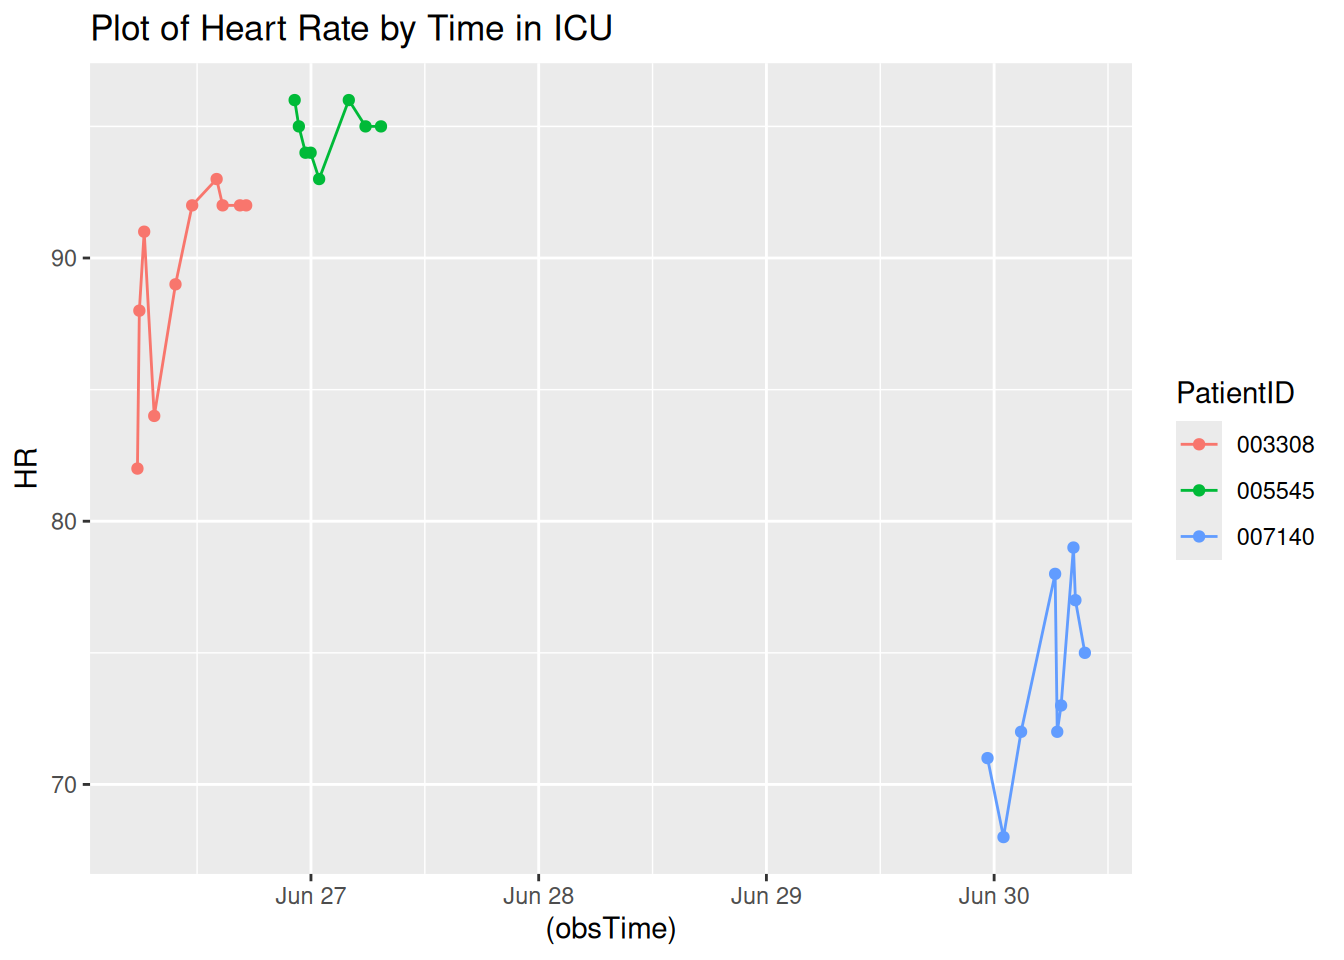 Plot of Heart Rate by Time in ICU
HR
90
80
70
Jun 27
Jun 28
Jun 29
Jun 30
(obsTime)
PatientID
003308
005545
007140